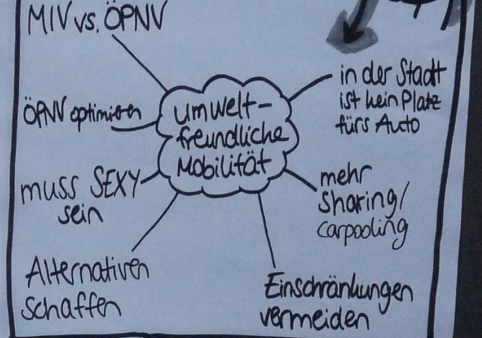 MIV vs. ÖPNV
ÖPNV optimieren
muss SEXY
sein
Alternativen
schaffen
umwelt-
freundliche
Mobilität
in der Stadt
ist kein Platz
fürs Auto
mehr
Sharing/
carpooling
Einschränkungen
vermeiden